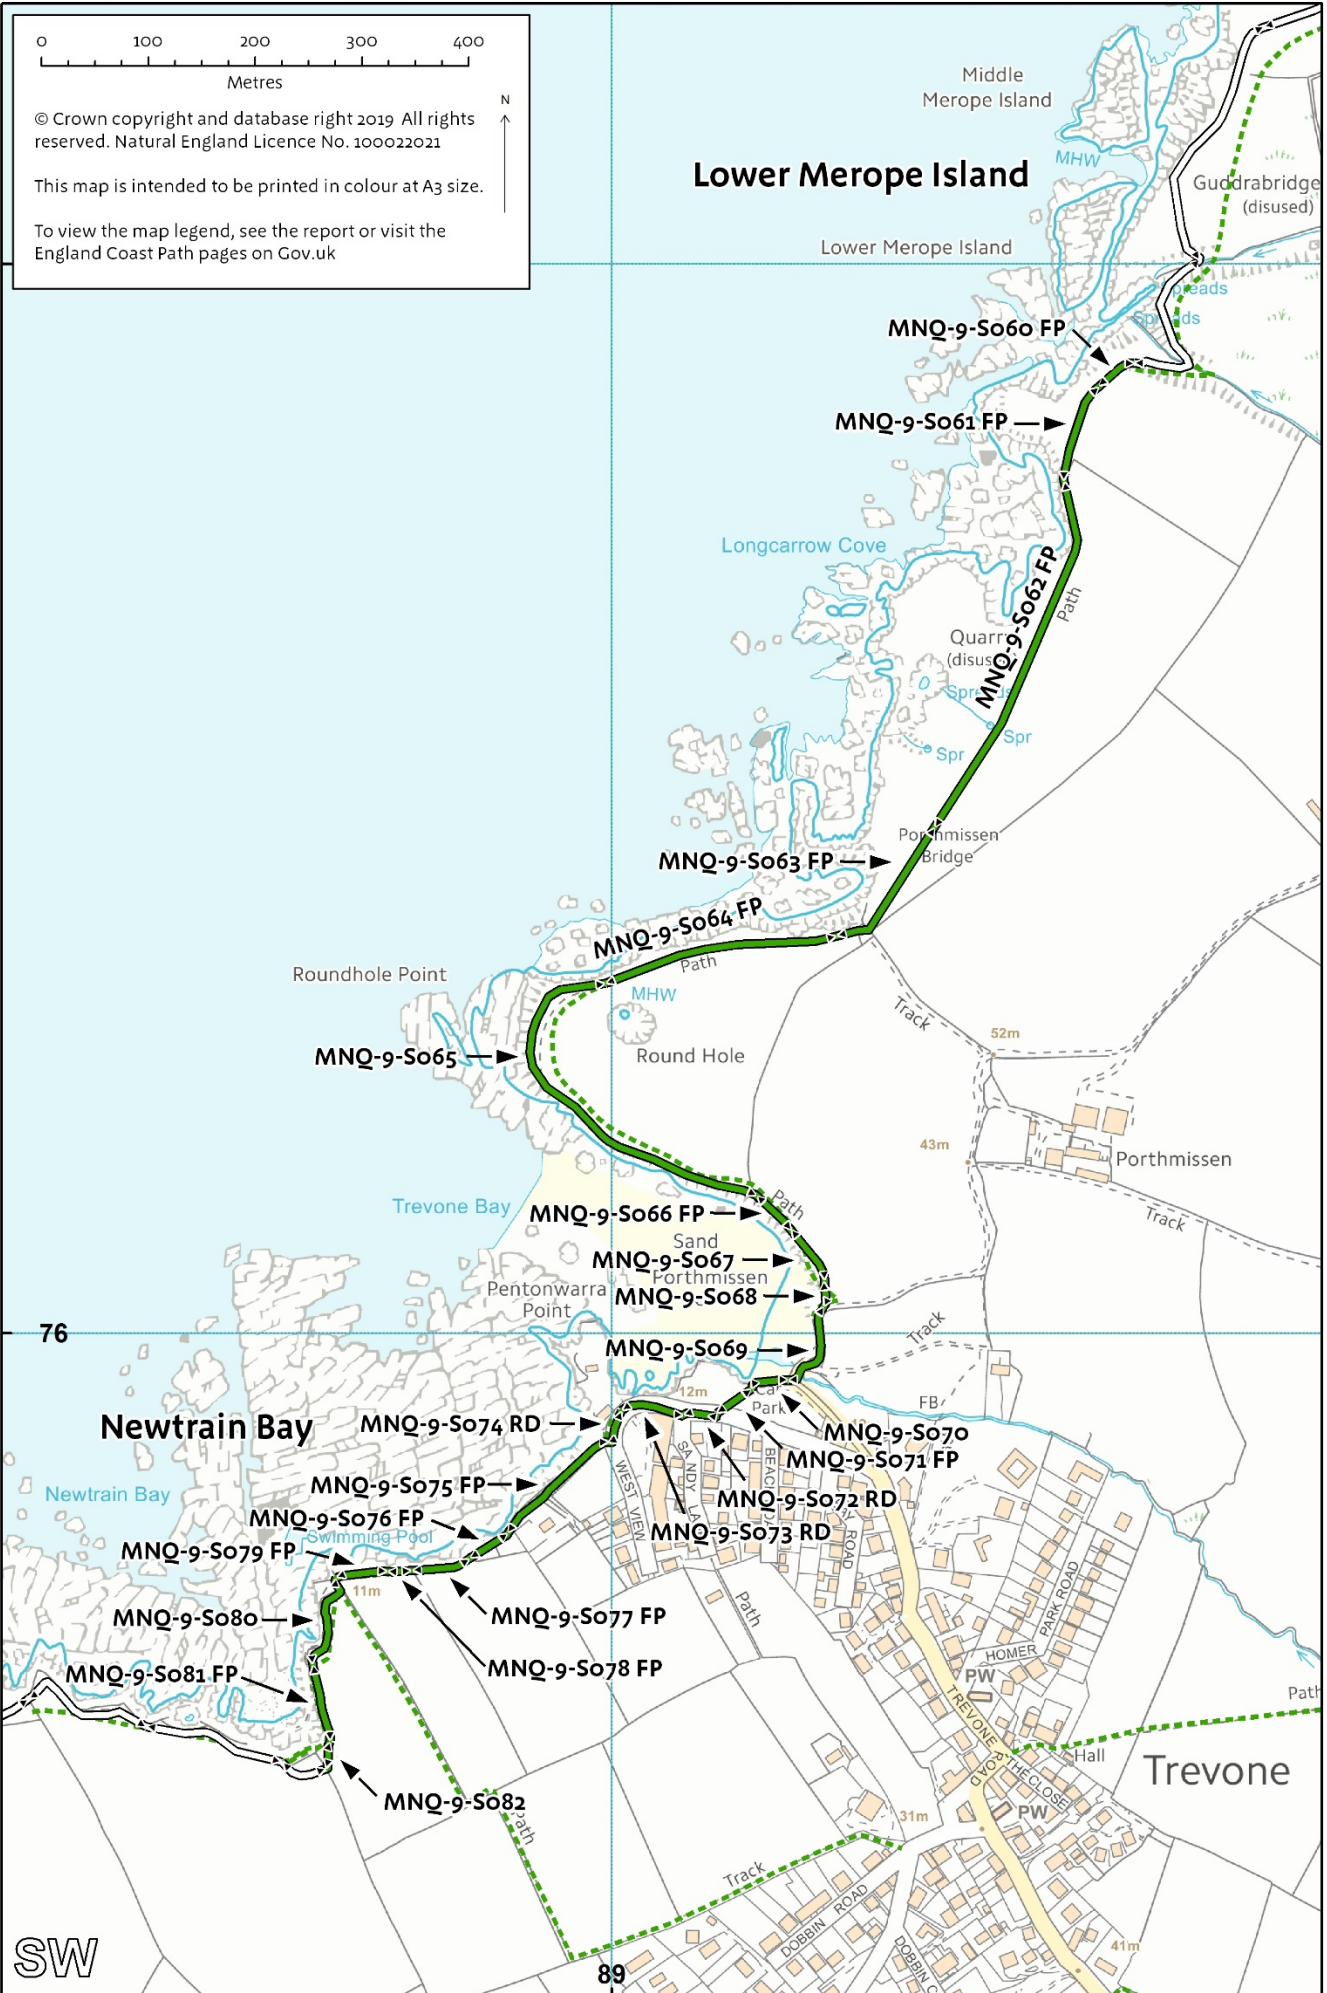 0 100 200 300 400
Metres
© Crown copyright and database right 2019 All rights
reserved. Natural England Licence No. 100022021
This map is intended to be printed in colour at A3 size.
To view the map legend, see the report or visit the
England Coast Path pages on Gov.uk
N
Middle
Merope Island
MHW
Lower Merope Island
Guddrabridge
(disused)
Lower Merope Island
Spreads
Spreads
MNQ-9-S060 FP
MNQ-9-S061 FP
Longcarrow Cove
MNQ-9-S062 FP
Path
Quarry
(disused)
Spreads
Spr
Spr
Porthmissen
Bridge
MNQ-9-S063 FP
MNQ-9-S064 FP
Path
Roundhole Point
MHW
Track
52m
MNQ-9-S065
Round Hole
43m
Porthmissen
Trevone Bay
Path
MNQ-9-S066 FP
Track
Sand
MNQ-9-S067
Porthmissen
Pentonwarra
Point
MNQ-9-S068
76
Track
MNQ-9-S069
12m
Car
Park
FB
Newtrain Bay
MNQ-9-S074 RD
MNQ-9-S070
MNQ-9-S071 FP
MNQ-9-S075 FP
WEST VIEW
SANDY LA
ROAD
MNQ-9-S072 RD
Newtrain Bay
MNQ-9-S076 FP
MNQ-9-S073 RD
Swimming Pool
MNQ-9-S079 FP
11m
MNQ-9-S077 FP
Path
PARK ROAD
MNQ-9-S080
HOMER
MNQ-9-S078 FP
MNQ-9-S081 FP
PW
Path
TREVONE ROAD
Hall
Trevone
THE CLOSE
MNQ-9-S082
PW
31m
Path
Track
DOBBIN ROAD
DOBBIN C
41m
SW
89